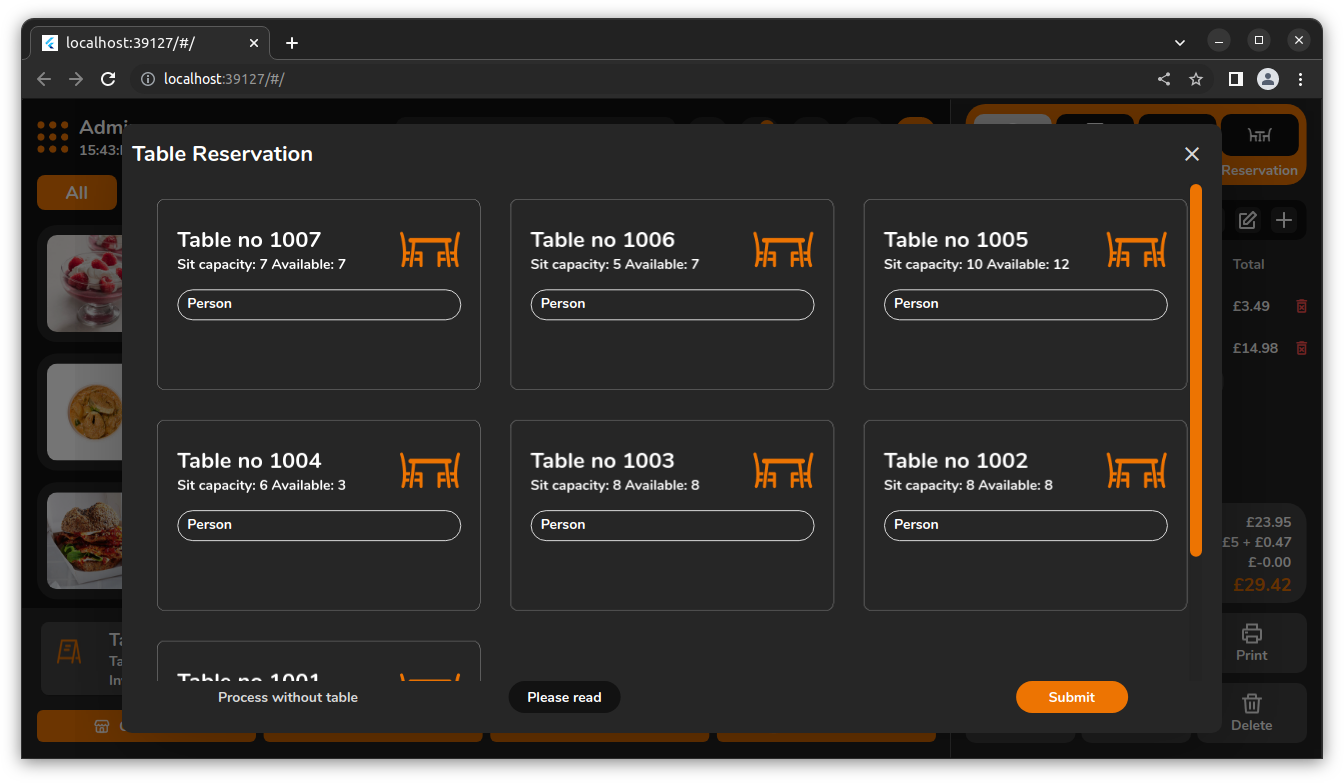 localhost:39127/#/
localhost:39127/#/
Admi
15:43:
Table Reservation
Reservation
All
Table no 1007
Sit capacity: 7 Available: 7
Person
Table no 1006
Sit capacity: 5 Available: 7
Person
Table no 1005
Sit capacity: 10 Available: 12
Person
Total
£3.49
£14.98
Table no 1004
Sit capacity: 6 Available: 3
Person
Table no 1003
Sit capacity: 8 Available: 8
Person
Table no 1002
Sit capacity: 8 Available: 8
Person
£23.95
£5 + £0.47
£-0.00
£29.42
Ta
Ta
In
Table no 1001
Print
Process without table
Please read
Submit
Delete